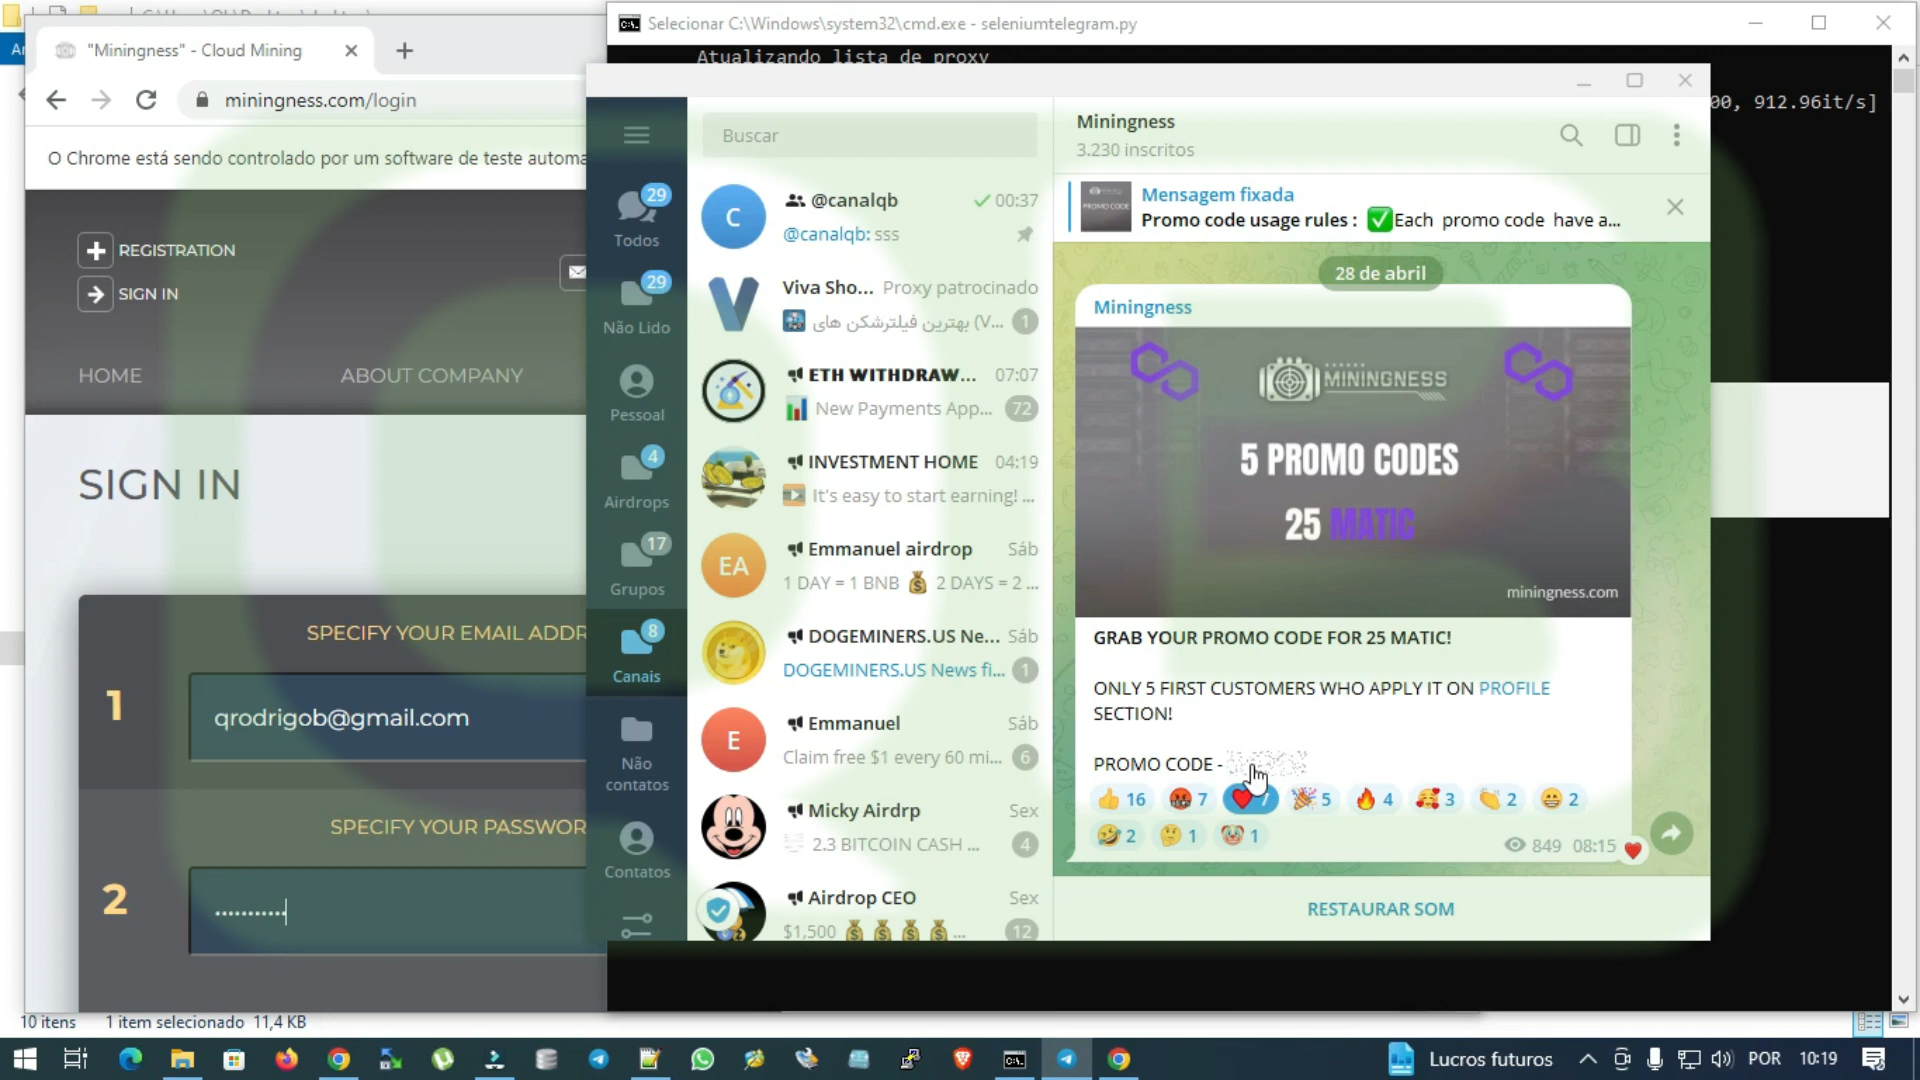 Selecionar C:\Windows\system32\cmd.exe - seleniumtelegram.py
"Miningness" - Cloud Mining
Atualizando lista de proxy
00, 912.96it/s]
miningness.com/login
O Chrome está sendo controlado por um software de teste automa
REGISTRATION
SIGN IN
HOME
ABOUT COMPANY
SIGN IN
SPECIFY YOUR EMAIL ADDR
1
qrodrigob@gmail.com
SPECIFY YOUR PASSWOR
2
10 itens
1 item selecionado 11,4 KB
29
Todos
29
Não Lido
Pessoal
4
Airdrops
17
Grupos
8
Canais
Não
contatos
Contatos
Buscar
C
@canalqb
00:37
@canalqb: sss
Viva Sho... Proxy patrocinado
بهترین فیلترشکن های (V...
1
ETH WITHDRAW...
07:07
New Payments App...
72
INVESTMENT HOME
04:19
It's easy to start earning! ...
EA
Emmanuel airdrop
Sáb
1 DAY = 1 BNB 💰 2 DAYS = 2 ...
DOGEMINERS.US Ne...
Sáb
DOGEMINERS.US News fi...
1
E
Emmanuel
Sáb
Claim free $1 every 60 mi...
6
Micky Airdrp
Sex
2.3 BITCOIN CASH ...
4
Airdrop CEO
Sex
$1,500 💰 💰 💰 💰 ...
12
Miningness
3.230 inscritos
Mensagem fixada
Promo code usage rules : ✅Each promo code have a...
28 de abril
Miningness
MININGNESS
5 PROMO CODES
25 MATIC
miningness.com
GRAB YOUR PROMO CODE FOR 25 MATIC!
ONLY 5 FIRST CUSTOMERS WHO APPLY IT ON PROFILE
SECTION!
PROMO CODE -
👍 16 🤬 7 ❤ 7 🎉 5 🔥 4 🥰 3 👏 2 😁 2
🤣 2 🤔 1 🤡 1
849 08:15
RESTAURAR SOM
Lucros futuros
POR
10:19